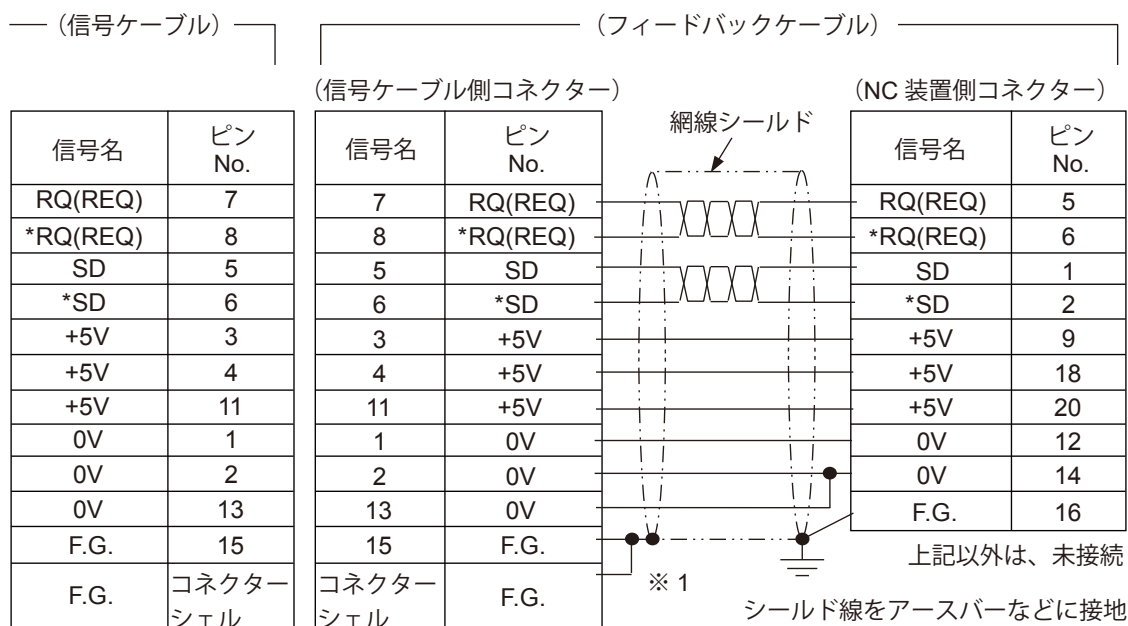 （信号ケーブル）
（フィードバックケーブル）
（信号ケーブル側コネクター）
（NC 装置側コネクター）
網線シールド
信号名 ピン No. 信号名 ピン No. 信号名 ピン No.
RQ(REQ) 7 7 RQ(REQ) RQ(REQ) 5
*RQ(REQ) 8 8 *RQ(REQ) *RQ(REQ) 6
SD 5 5 SD SD 1
*SD 6 6 *SD *SD 2
+5V 3 3 +5V +5V 9
+5V 4 4 +5V +5V 18
+5V 11 11 +5V +5V 20
0V 1 1 0V 0V 12
0V 2 2 0V 0V 14
0V 13 13 0V F.G. 16
F.G. 15 15 F.G.
上記以外は、未接続
F.G. コネクターシェル コネクターシェル F.G.
※ 1
シールド線をアースバーなどに接地